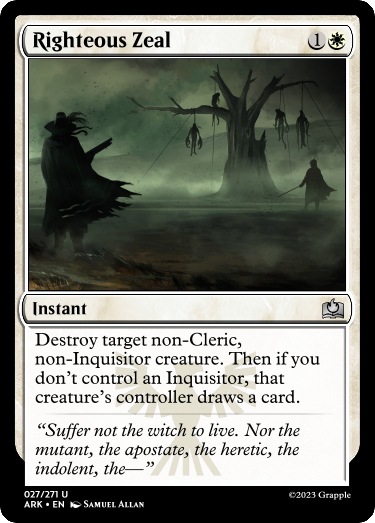 Righteous Zeal 1
Instant
Destroy target non-Cleric,
non-Inquisitor creature. Then if you
don't control an Inquisitor, that
creature's controller draws a card.
“Suffer not the witch to live. Nor the
mutant, the apostate, the heretic, the
indolent, the—”
027/271 U
ARK • EN Samuel Allan
©2023 Grapple